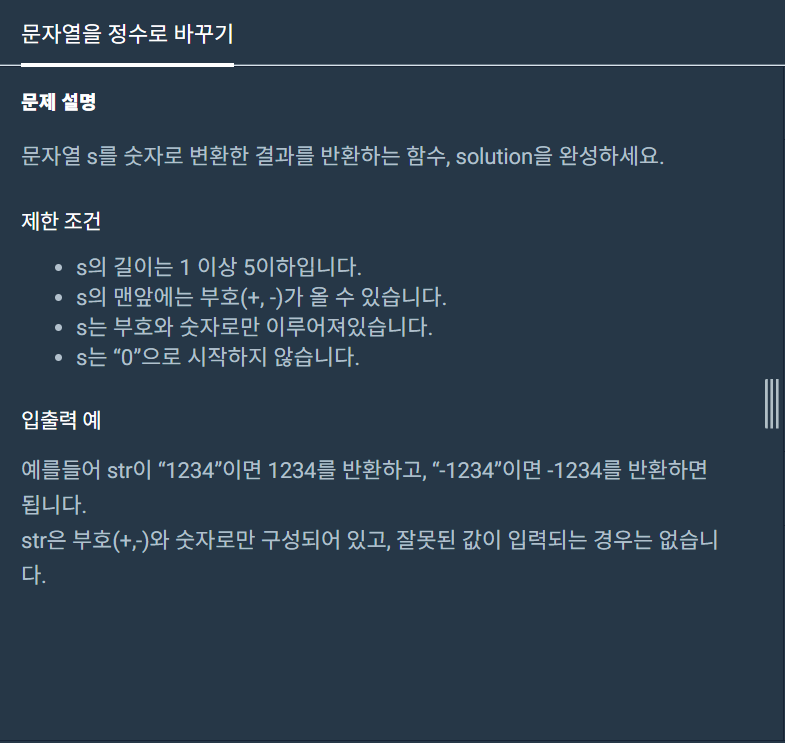 문자열을 정수로 바꾸기
문제 설명
문자열 s를 숫자로 변환한 결과를 반환하는 함수, solution을 완성하세요.
제한 조건
• s의 길이는 1 이상 5이하입니다.
• s의 맨앞에는 부호(+, -)가 올 수 있습니다.
• s는 부호와 숫자로만 이루어져있습니다.
• s는 “0”으로 시작하지 않습니다.
입출력 예
예를들어 str이 “1234”이면 1234를 반환하고, “-1234”이면 -1234를 반환하면
됩니다.
str은 부호(+,-)와 숫자로만 구성되어 있고, 잘못된 값이 입력되는 경우는 없습니
다.